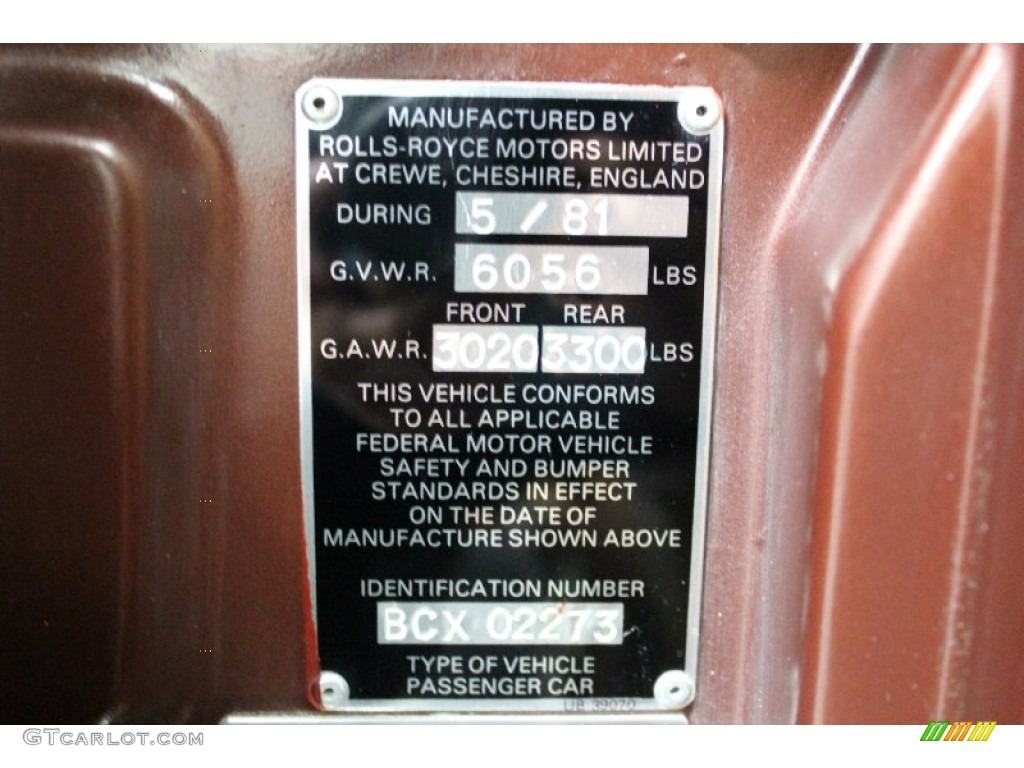 MANUFACTURED BY
ROLLS-ROYCE MOTORS LIMITED
AT CREWE, CHESHIRE, ENGLAND
DURING 5 / 81
G.V.W.R. 6056 LBS
FRONT REAR
G.A.W.R. 3020 3300 LBS
THIS VEHICLE CONFORMS
TO ALL APPLICABLE
FEDERAL MOTOR VEHICLE
SAFETY AND BUMPER
STANDARDS IN EFFECT
ON THE DATE OF
MANUFACTURE SHOWN ABOVE
IDENTIFICATION NUMBER
BCX 02273
TYPE OF VEHICLE
PASSENGER CAR
UB 39070
GTCARLOT.COM